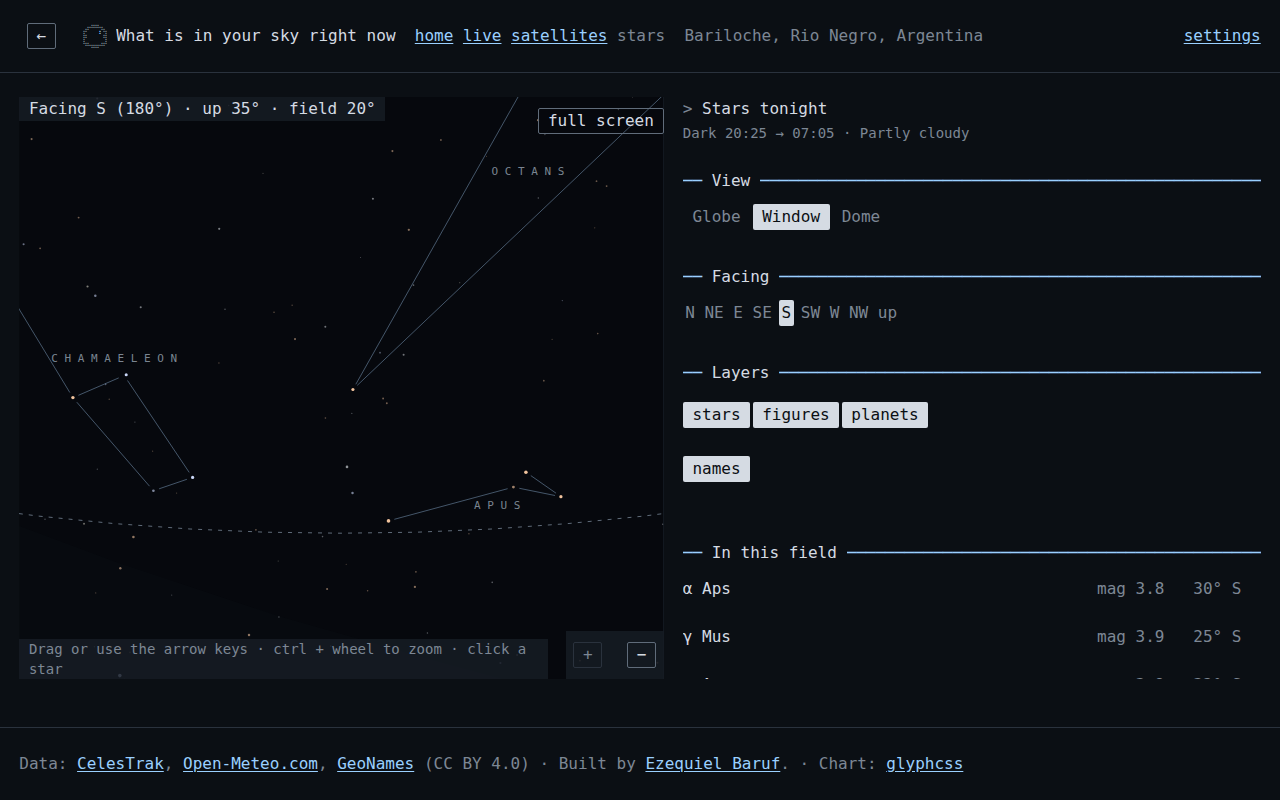 ← What is in your sky right now home live satellites stars Bariloche, Rio Negro, Argentina settings
Facing S (180°) · up 35° · field 20°
full screen
OCTANS
CHAMAELEON
APUS
Drag or use the arrow keys · ctrl + wheel to zoom · click a
star
+ −
> Stars tonight
Dark 20:25 → 07:05 · Partly cloudy
View
Globe Window Dome
Facing
N NE E SE S SW W NW up
Layers
stars figures planets
names
In this field
α Aps mag 3.8 30° S
γ Mus mag 3.9 25° S
Data: CelesTrak, Open-Meteo.com, GeoNames (CC BY 4.0) · Built by Ezequiel Baruf. · Chart: glyphcss